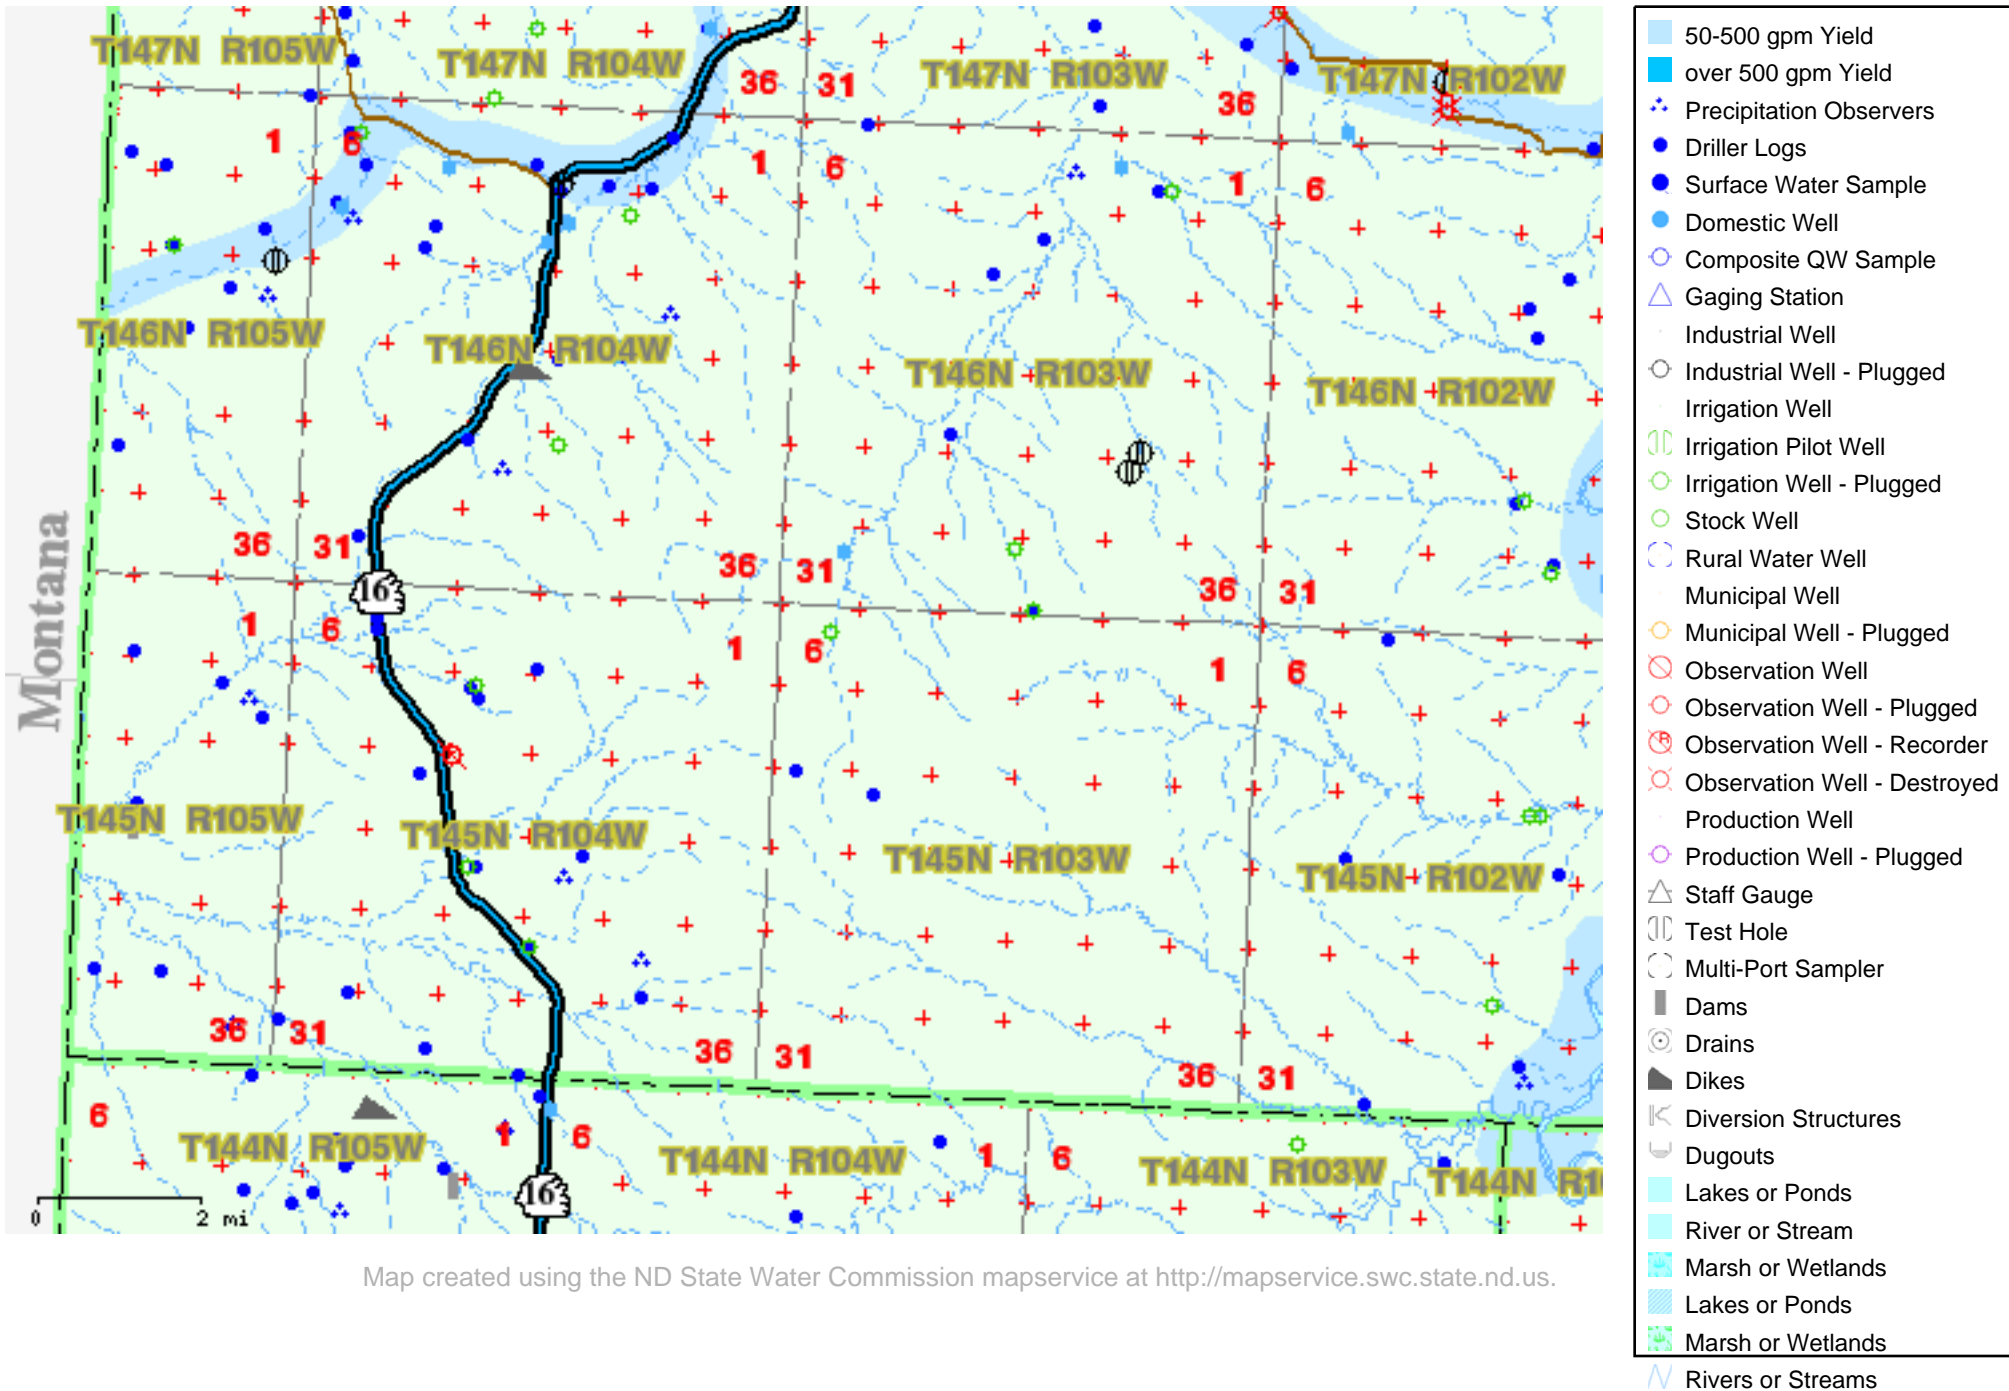 T147N R105W
T147N R104W
T147N R103W
T147N R102W
36 31
36
1 6
1 6
1 6
T146N R105W
T146N R104W
T146N R103W
T146N R102W
Montana
36 31
36 31
36 31
16
1 6
1 6
1 6
T145N R105W
T145N R104W
T145N R103W
T145N R102W
36 31
36 31
36 31
6
1 6
1 6
T144N R105W
T144N R104W
T144N R103W
T144N
16
0 2 mi
Map created using the ND State Water Commission mapservice at http://mapservice.swc.state.nd.us.
50-500 gpm Yield
over 500 gpm Yield
Precipitation Observers
Driller Logs
Surface Water Sample
Domestic Well
Composite QW Sample
Gaging Station
Industrial Well
Industrial Well - Plugged
Irrigation Well
Irrigation Pilot Well
Irrigation Well - Plugged
Stock Well
Rural Water Well
Municipal Well
Municipal Well - Plugged
Observation Well
Observation Well - Plugged
Observation Well - Recorder
Observation Well - Destroyed
Production Well
Production Well - Plugged
Staff Gauge
Test Hole
Multi-Port Sampler
Dams
Drains
Dikes
Diversion Structures
Dugouts
Lakes or Ponds
River or Stream
Marsh or Wetlands
Lakes or Ponds
Marsh or Wetlands
Rivers or Streams